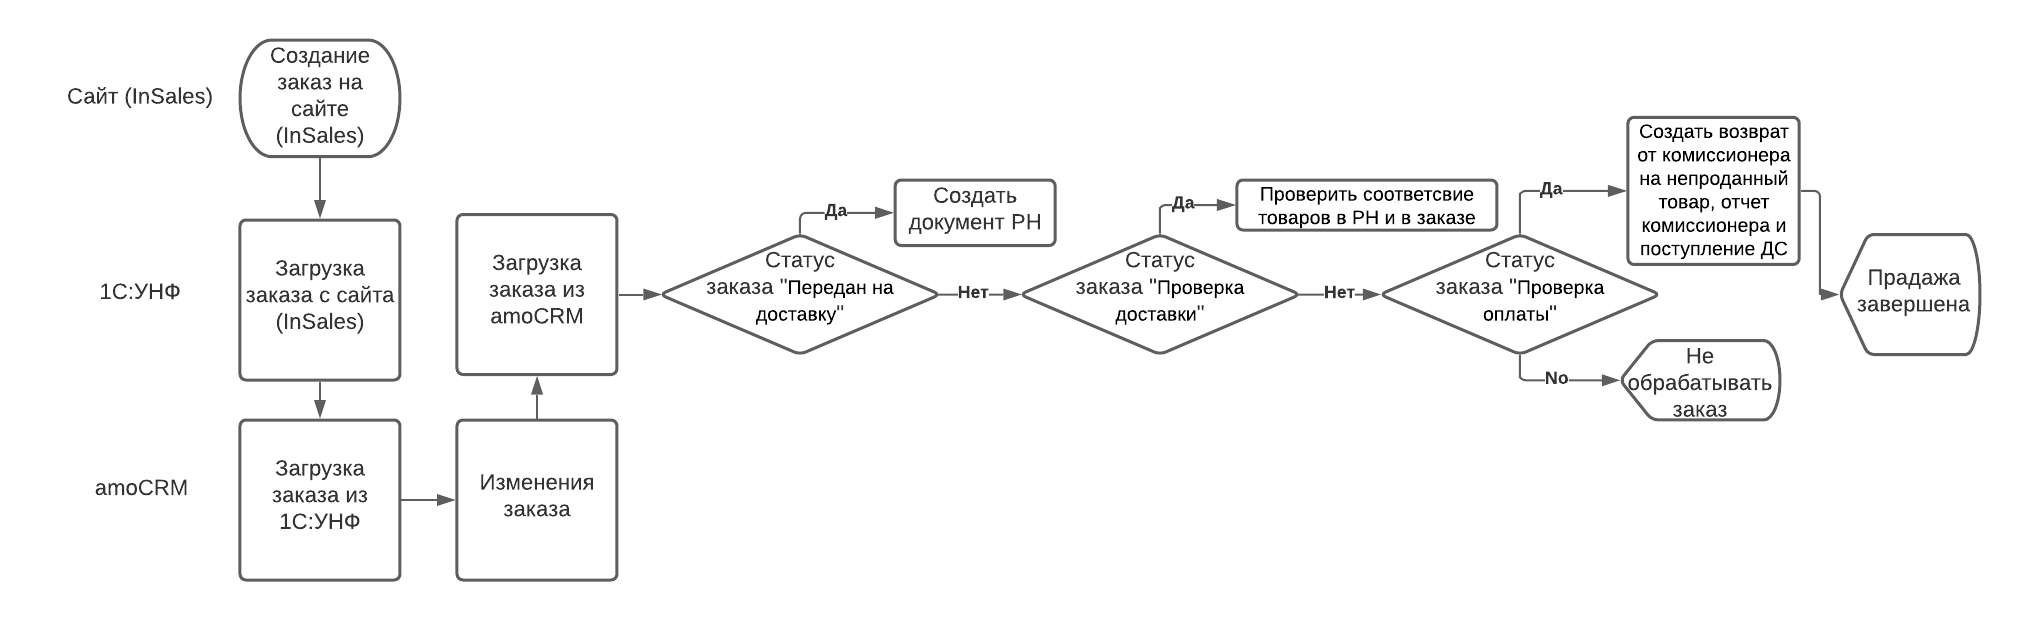 Сайт (InSales)
Создание
заказ на
сайте
(InSales)
1С:УНФ
Загрузка
заказа с сайта
(InSales)
amoCRM
Загрузка
заказа из
1С:УНФ
Изменения
заказа
Загрузка
заказа из
amoCRM
Статус
заказа "Передан на
доставку"
Да
Создать
документ РН
Нет
Статус
заказа "Проверка
доставки"
Да
Проверить соответсвие
товаров в РН и в заказе
Нет
Статус
заказа "Проверка
оплаты"
Да
Создать возврат
от комиссионера
на непроданный
товар, отчет
комиссионера и
поступление ДС
Прадажа
завершена
No
Не
обрабатывать
заказ